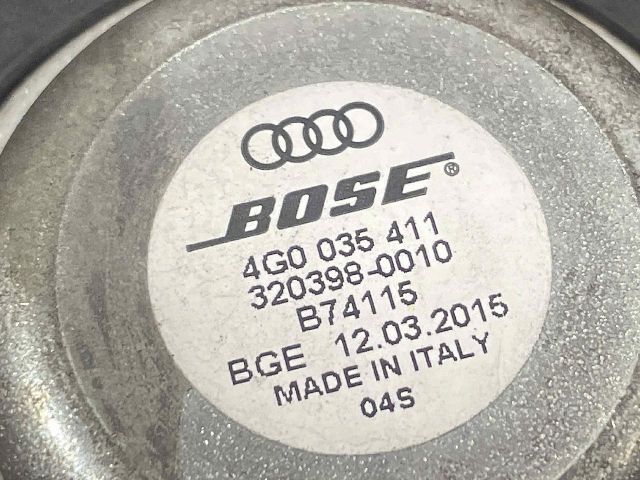 BOSE®
4G0 035 411
320398-0010
B74115
BGE 12.03.2015
MADE IN ITALY
04S